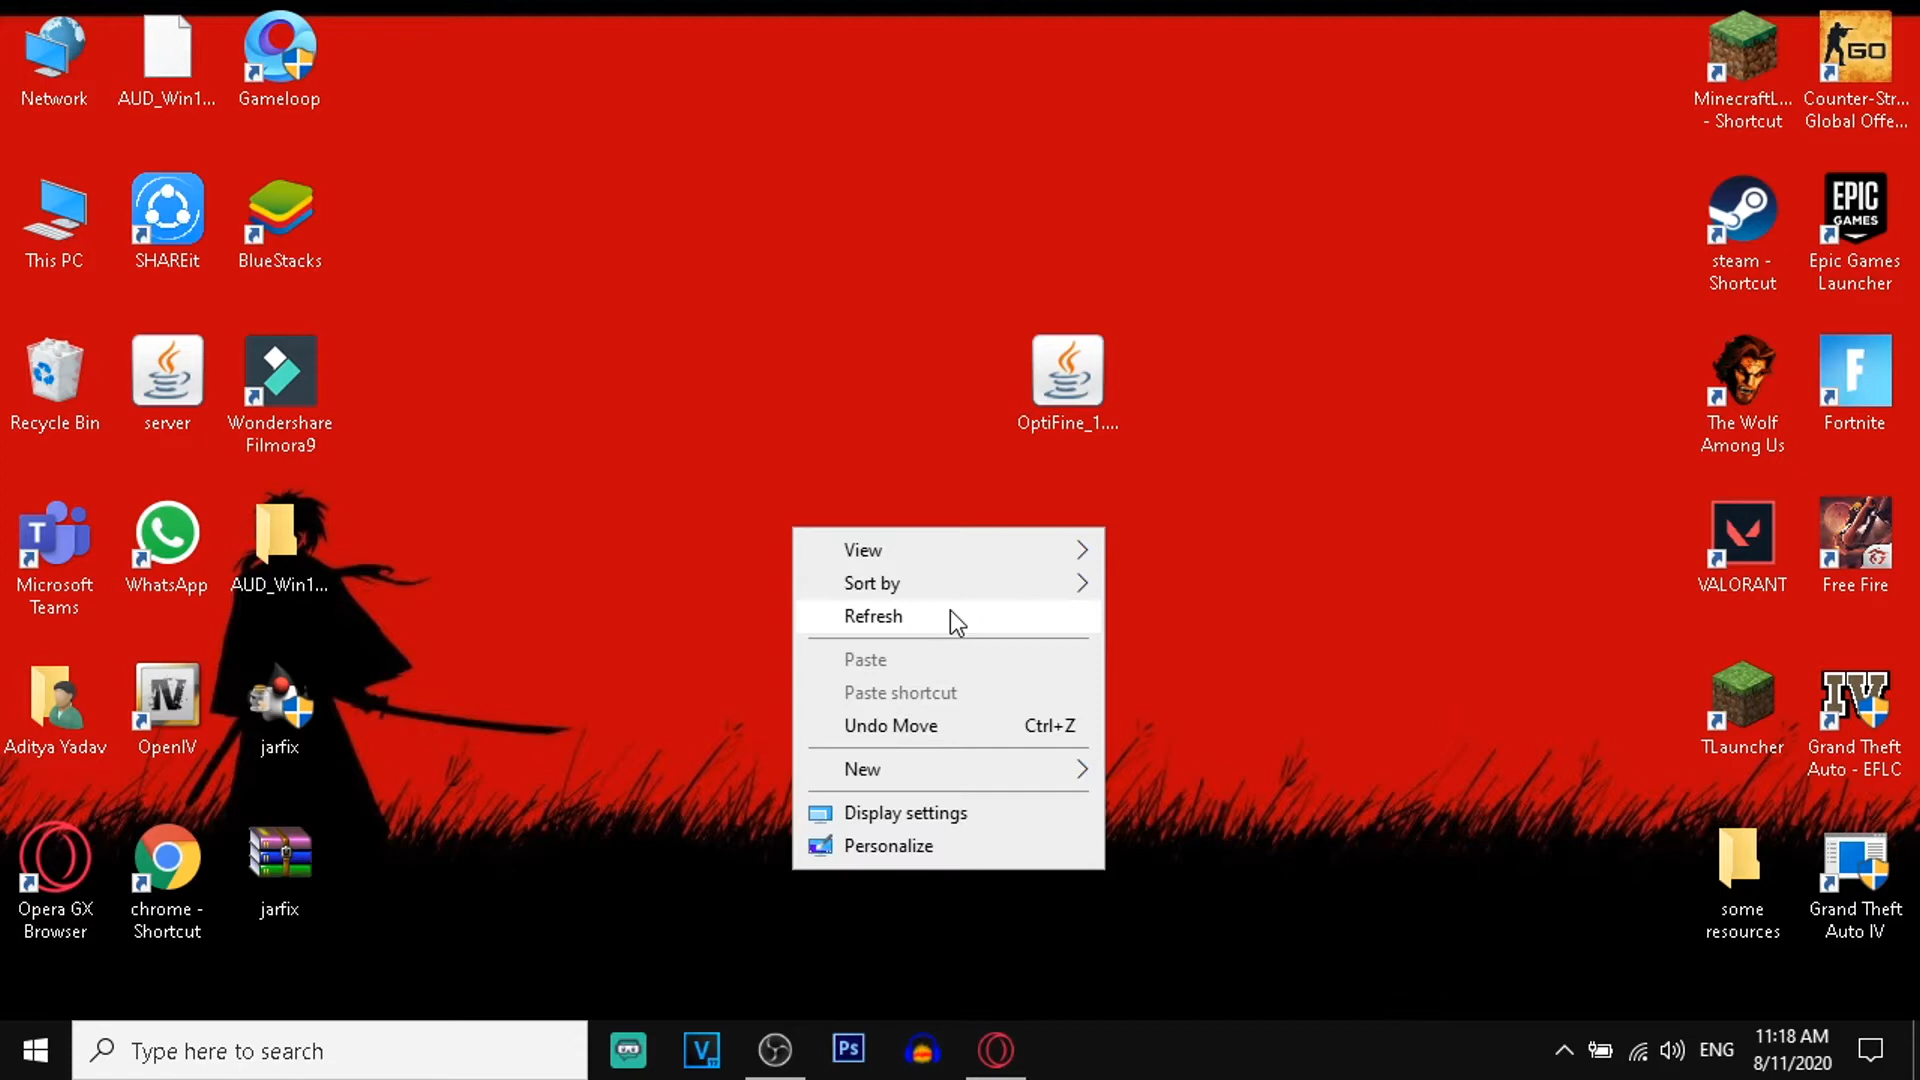 Network
AUD_Win1...
Gameloop
MinecraftL...
- Shortcut
Counter-Str...
Global Offe...
GO
This PC
SHAREit
BlueStacks
steam -
Shortcut
EPIC
GAMES
Epic Games
Launcher
Recycle Bin
server
Wondershare
Filmora9
OptiFine_1....
The Wolf
Among Us
F
Fortnite
T
Microsoft
Teams
WhatsApp
AUD_Win1...
VALORANT
Free Fire
View
Sort by
Refresh
Paste
Paste shortcut
Undo Move Ctrl+Z
New
Display settings
Personalize
Aditya Yadav
IV
OpenIV
jarfix
TLauncher
IV
Grand Theft
Auto - EFLC
Opera GX
Browser
chrome -
Shortcut
jarfix
some
resources
Grand Theft
Auto IV
Type here to search
V
Ps
ENG
11:18 AM
8/11/2020